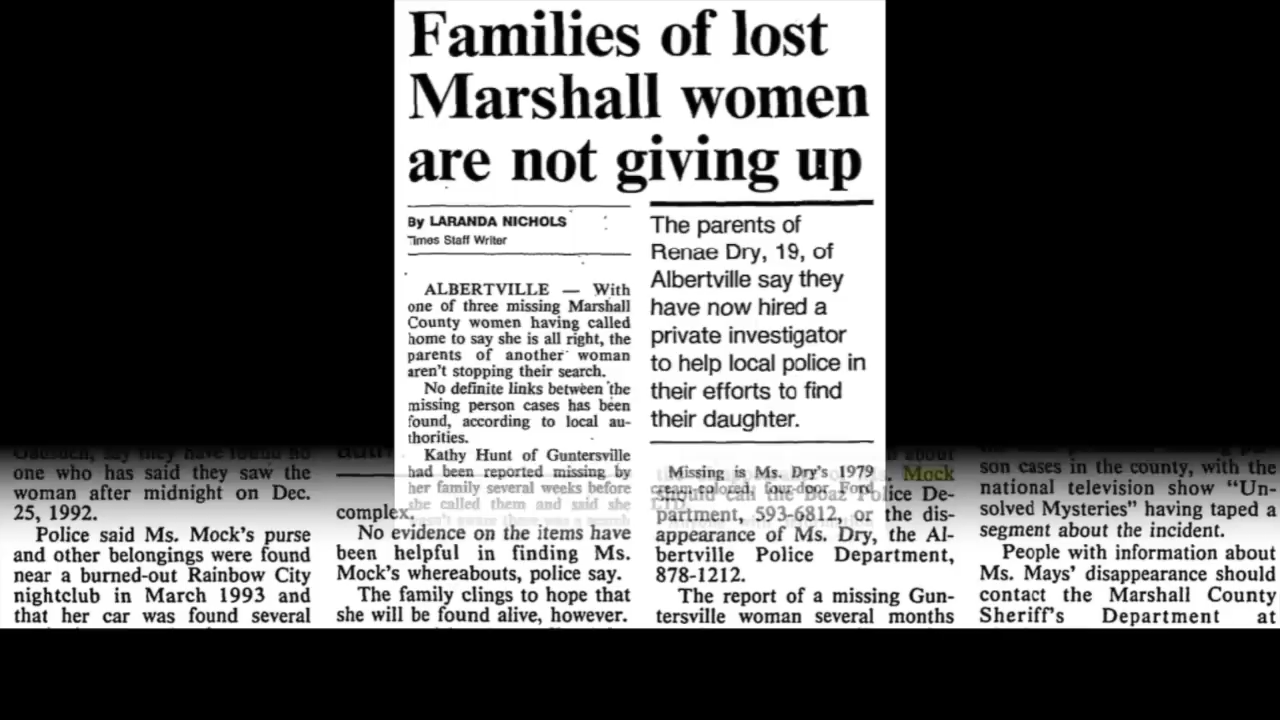 Families of lost
Marshall women
are not giving up
By LARANDA NICHOLS
Times Staff Writer
ALBERTVILLE — With
one of three missing Marshall
County women having called
home to say she is all right, the
parents of another woman
aren't stopping their search.
No definite links between the
missing person cases has been
found, according to local au-
thorities.
Kathy Hunt of Guntersville
had been reported missing by
her family several weeks before
she called them and said she
wasn't aware there was a search
The parents of
Renae Dry, 19, of
Albertville say they
have now hired a
private investigator
to help local police in
their efforts to find
their daughter.
Missing is Ms. Dry's 1979
cream-colored, four-door Ford
LTD.
one who has said they saw the
woman after midnight on Dec.
25, 1992.
Police said Ms. Mock's purse
and other belongings were found
near a burned-out Rainbow City
nightclub in March 1993 and
that her car was found several
complex.
No evidence on the items have
been helpful in finding Ms.
Mock's whereabouts, police say.
The family clings to hope that
she will be found alive, however.
about
Mock
should call the Boaz Police De-
partment, 593-6812, or the dis-
appearance of Ms. Dry, the Al-
bertville Police Department,
878-1212.
The report of a missing Gun-
tersville woman several months
son cases in the county, with the
national television show "Un-
solved Mysteries" having taped a
segment about the incident.
People with information about
Ms. Mays' disappearance should
contact the Marshall County
Sheriff's Department at